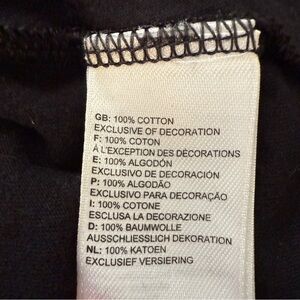 GB: 100% COTTON
EXCLUSIVE OF DECORATION
F: 100% COTON
À L'EXCEPTION DES DÉCORATIONS
E: 100% ALGODÓN
EXCLUSIVO DE DECORACIÓN
P: 100% ALGODÃO
EXCLUSIVO PARA DECORAÇÃO
I: 100% COTONE
ESCLUSA LA DECORAZIONE
D: 100% BAUMWOLLE
AUSSCHLIESSLICH DEKORATION
NL: 100% KATOEN
EXCLUSIEF VERSIERING